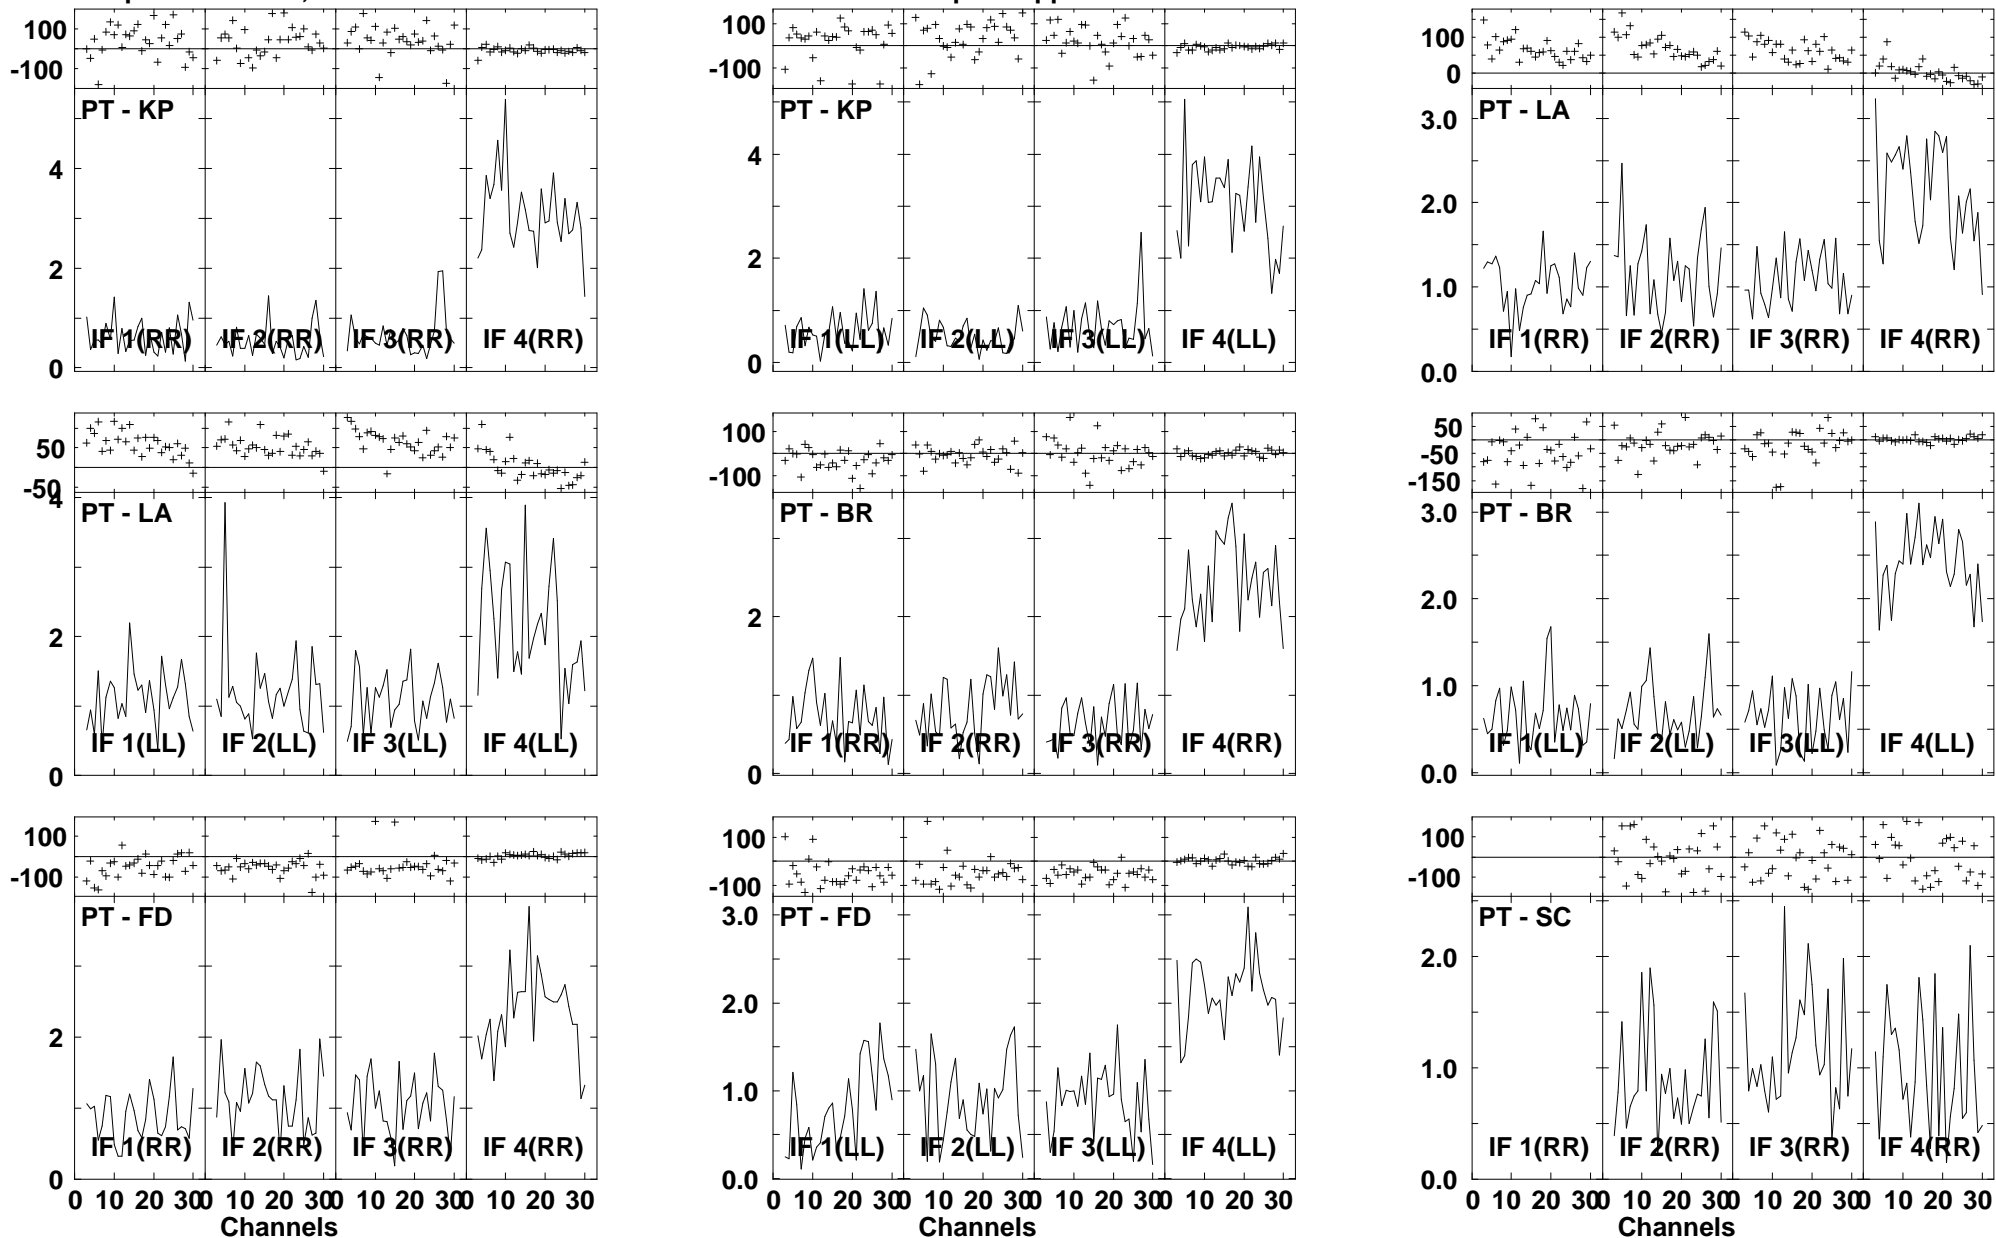 100 100 100
-100 -100 0
PT - KP PT - KP PT - LA
4 4 3.0
2 2 2.0
1.0
IF 1(RR) IF 2(RR) IF 3(RR) IF 4(RR) IF 1(LL) IF 2(LL) IF 3(LL) IF 4(LL) IF 1(RR) IF 2(RR) IF 3(RR) IF 4(RR)
0 0 0.0
50 100 50
-50 -100 -50
-150
4
PT - LA PT - BR PT - BR
3.0
2 2 2.0
1.0
IF 1(LL) IF 2(LL) IF 3(LL) IF 4(LL) IF 1(RR) IF 2(RR) IF 3(RR) IF 4(RR) IF 1(LL) IF 2(LL) IF 3(LL) IF 4(LL)
0 0 0.0
100 100 100
-100 -100 -100
PT - FD PT - FD PT - SC
3.0
2 2.0 2.0
1.0 1.0
IF 1(RR) IF 2(RR) IF 3(RR) IF 4(RR) IF 1(LL) IF 2(LL) IF 3(LL) IF 4(LL) IF 1(RR) IF 2(RR) IF 3(RR) IF 4(RR)
0 0.0 0.0
0 10 20 30 0 10 20 30 0 10 20 30 0 10 20 30 0 10 20 30 0 10 20 30 0 10 20 30 0 10 20 30 0 10 20 30 0 10 20 30 0 10 20 30 0 10 20 30
Channels Channels Channels